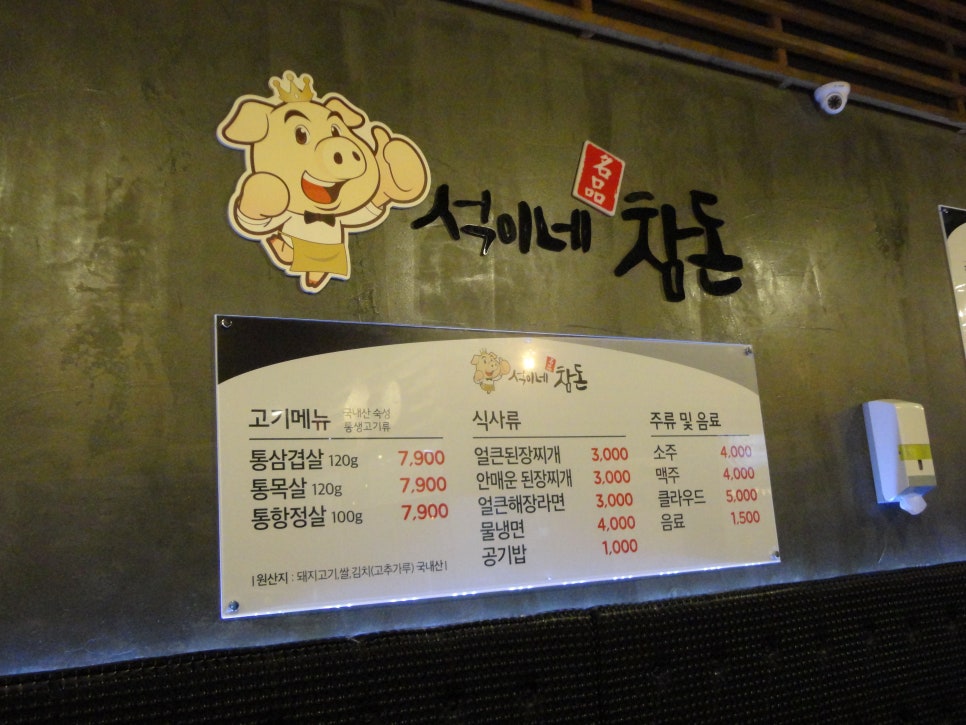 석이네 名品 참돈
석이네 名品 참돈
고기메뉴 국내산 숙성
통생고기류
통삼겹살 120g 7,900
통목살 120g 7,900
통항정살 100g 7,900
| 원산지 : 돼지고기,쌀,김치(고추가루) 국내산 |
식사류
얼큰된장찌개 3,000
안매운 된장찌개 3,000
얼큰해장라면 3,000
물냉면 4,000
공기밥 1,000
주류 및 음료
소주 4,000
맥주 4,000
클라우드 5,000
음료 1,500